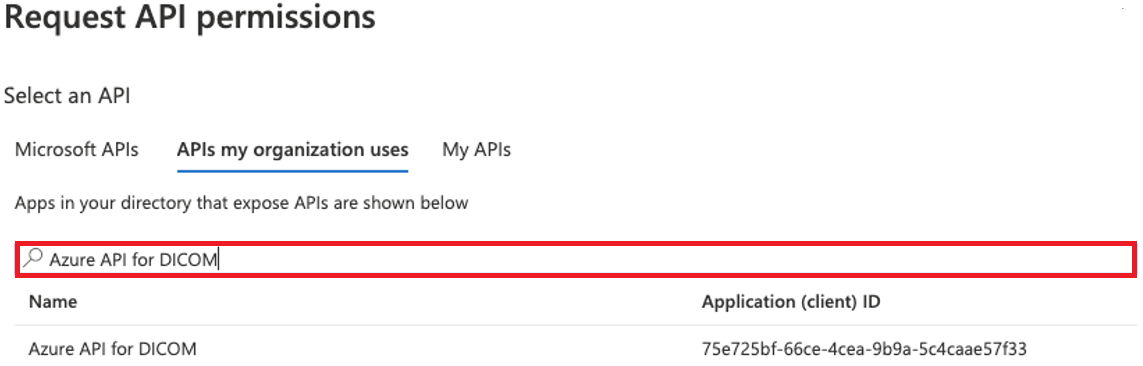 Request API permissions
Select an API
Microsoft APIs APIs my organization uses My APIs
Apps in your directory that expose APIs are shown below
Azure API for DICOM
Name Application (client) ID
Azure API for DICOM 75e725bf-66ce-4cea-9b9a-5c4caae57f33